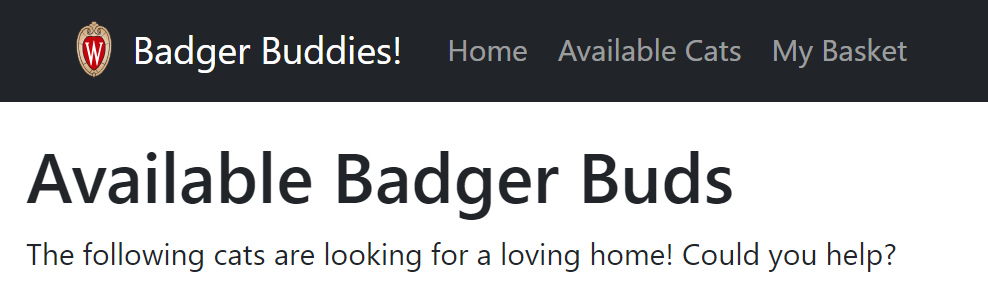 W Badger Buddies! Home Available Cats My Basket
Available Badger Buds
The following cats are looking for a loving home! Could you help?